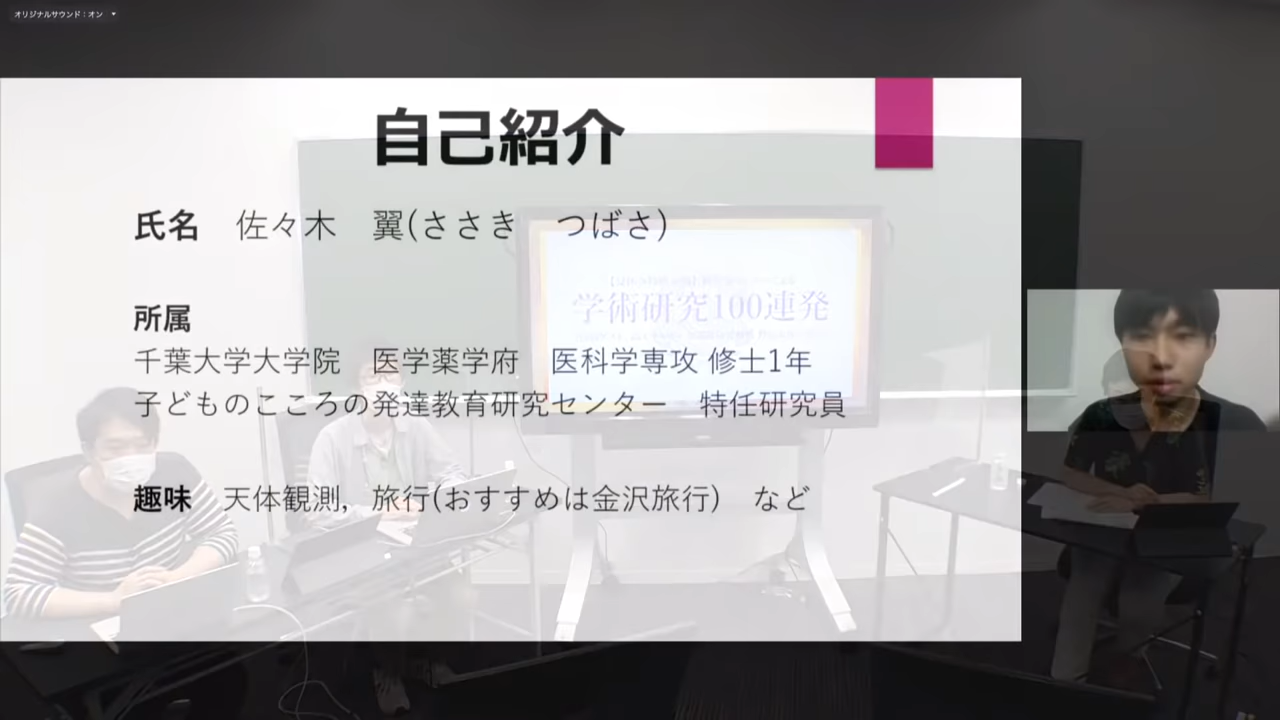 オリジナルサウンド：オン
自己紹介
氏名　佐々木　翼(ささき　つばさ)
学術研究100連発
所属
千葉大学大学院　医学薬学府　医科学専攻 修士1年
子どものこころの発達教育研究センター　特任研究員
趣味　天体観測，旅行(おすすめは金沢旅行)　など